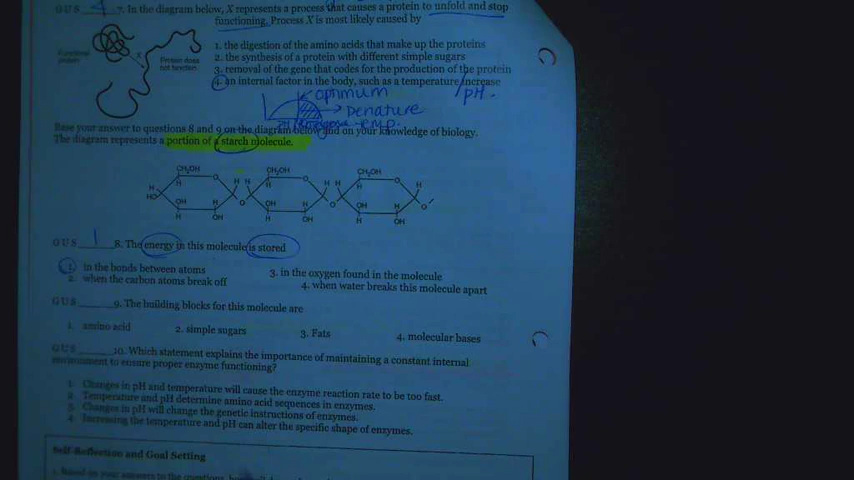 GUS 4 7. In the diagram below, X represents a process that causes a protein to unfold and stop
functioning. Process X is most likely caused by
Functional
protein
X
Protein does
not function
1. the digestion of the amino acids that make up the proteins
2. the synthesis of a protein with different simple sugars
3. removal of the gene that codes for the production of the protein
4. an internal factor in the body, such as a temperature increase
pH.
optimum
Denature
Base your answer to questions 8 and 9 on the diagram below and on your knowledge of biology.
The diagram represents a portion of a starch molecule.
CH₂OH CH₂OH CH₂OH
O O O
H H H H H H
H H H
HO O O O
OH H OH H OH H
H OH H OH H OH
GUS 1 8. The energy in this molecule is stored
1. in the bonds between atoms 3. in the oxygen found in the molecule
2. when the carbon atoms break off 4. when water breaks this molecule apart
GUS 9. The building blocks for this molecule are
1. amino acid 2. simple sugars 3. Fats 4. molecular bases
GUS 10. Which statement explains the importance of maintaining a constant internal
environment to ensure proper enzyme functioning?
1. Changes in pH and temperature will cause the enzyme reaction rate to be too fast.
2. Temperature and pH determine amino acid sequences in enzymes.
3. Changes in pH will change the genetic instructions of enzymes.
4. Increasing the temperature and pH can alter the specific shape of enzymes.
Self-Reflection and Goal Setting
1. Based on your answers to the questions,